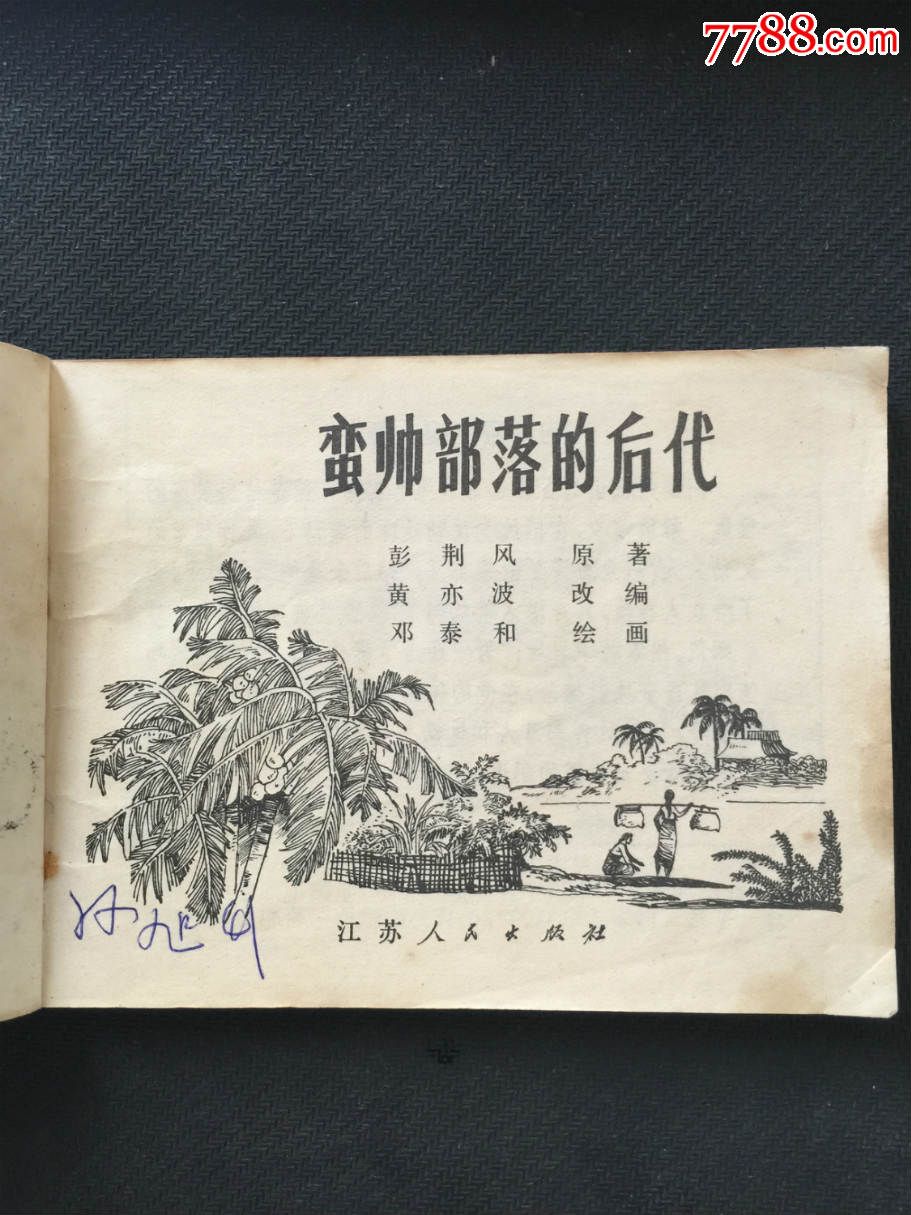 7788.com
蛮帅部落的后代
彭荆风 原著
黄亦波 改编
邓泰和 绘画
江苏人民出版社